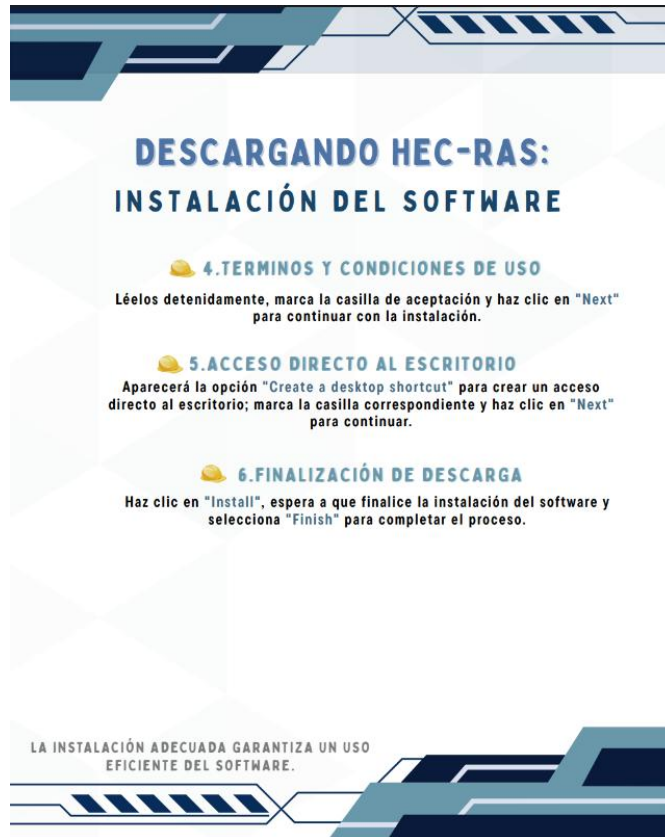 DESCARGANDO HEC-RAS:
INSTALACIÓN DEL SOFTWARE
4.TERMINOS Y CONDICIONES DE USO
Léelos detenidamente, marca la casilla de aceptación y haz clic en "Next"
para continuar con la instalación.
5.ACCESO DIRECTO AL ESCRITORIO
Aparecerá la opción "Create a desktop shortcut" para crear un acceso
directo al escritorio; marca la casilla correspondiente y haz clic en "Next"
para continuar.
6.FINALIZACIÓN DE DESCARGA
Haz clic en "Install", espera a que finalice la instalación del software y
selecciona "Finish" para completar el proceso.
LA INSTALACIÓN ADECUADA GARANTIZA UN USO
EFICIENTE DEL SOFTWARE.